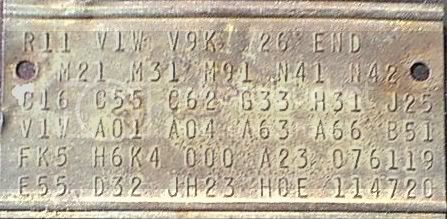 R11 V1W V9K 26 END
M21 M31 M91 N41 N42
C16 C55 C62 G33 H31 J25
V1W A01 A04 A63 A66 B51
FK5 H6K4 000 A23 076119
E55 D32 JH23 H0E 114720